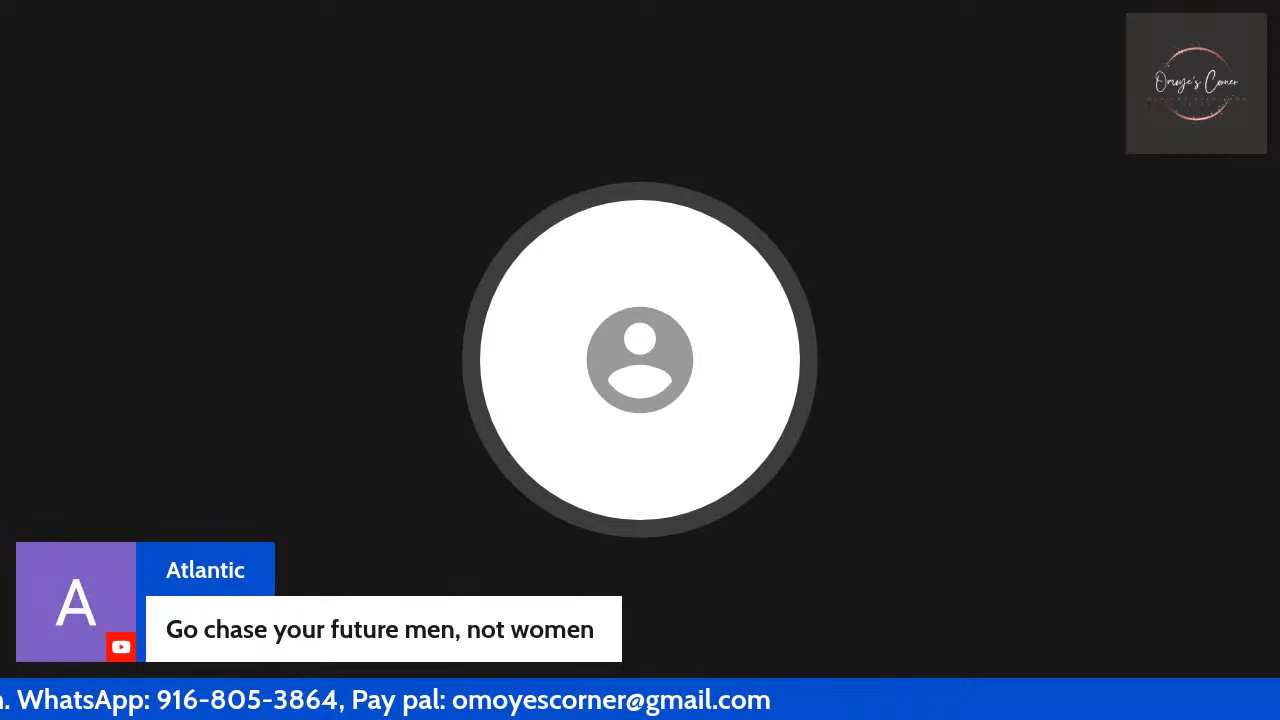 Omoye's Corner
A
Atlantic
Go chase your future men, not women
. WhatsApp: 916-805-3864, Pay pal: omoyescorner@gmail.com